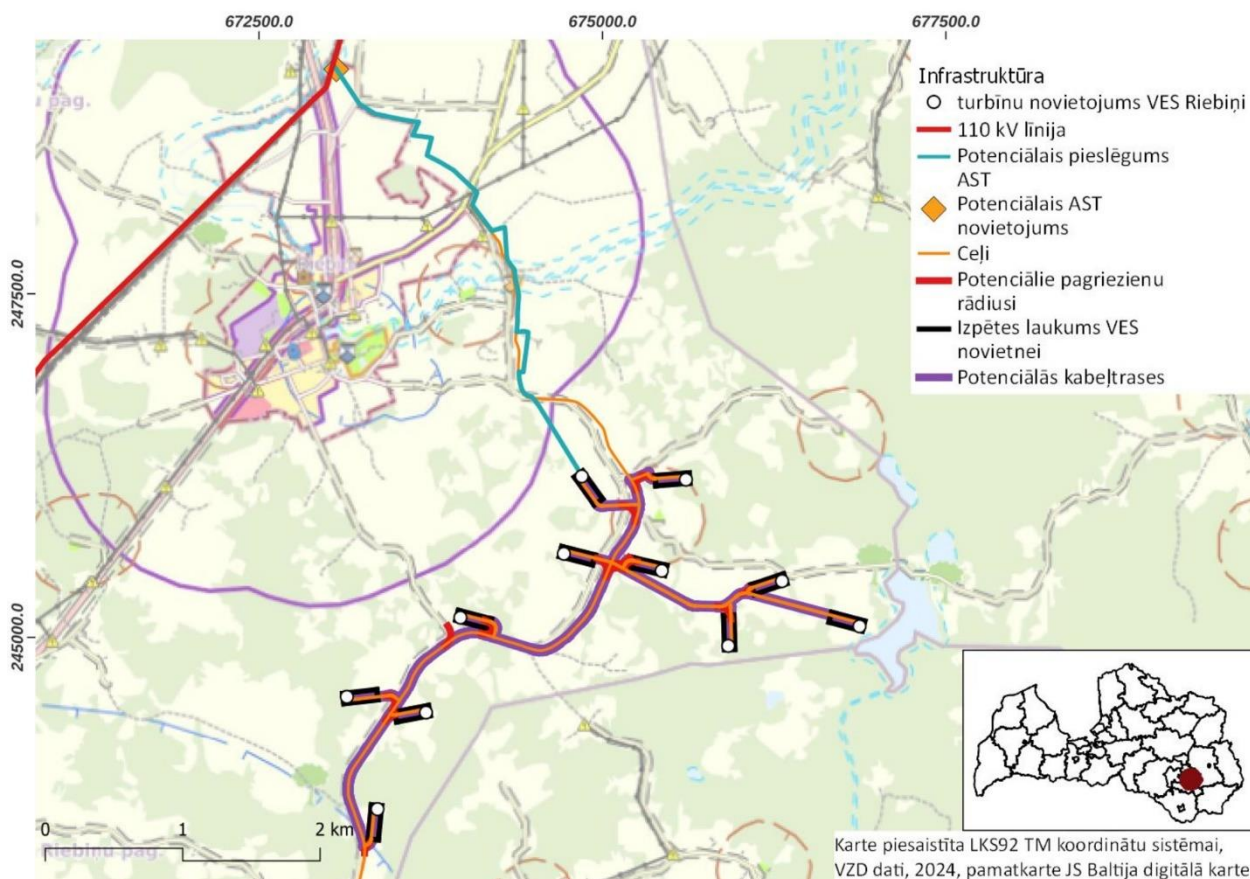 672500.0
675000.0
677500.0
247500.0
245000.0
Infrastruktūra
turbīnu novietojums VES Riebiņi
110 kV līnija
Potenciālais pieslēgums
AST
Potenciālais AST
novietojums
Ceļi
Potenciālie pagriezienu
rādiusi
Izpētes laukums VES
novietnei
Potenciālās kabeļtrases
pag.
0
1
2 km
Riebiņu pag.
Karte piesaistīta LKS92 TM koordinātu sistēmai,
VZD dati, 2024, pamatkarte JS Baltija digitālā karte